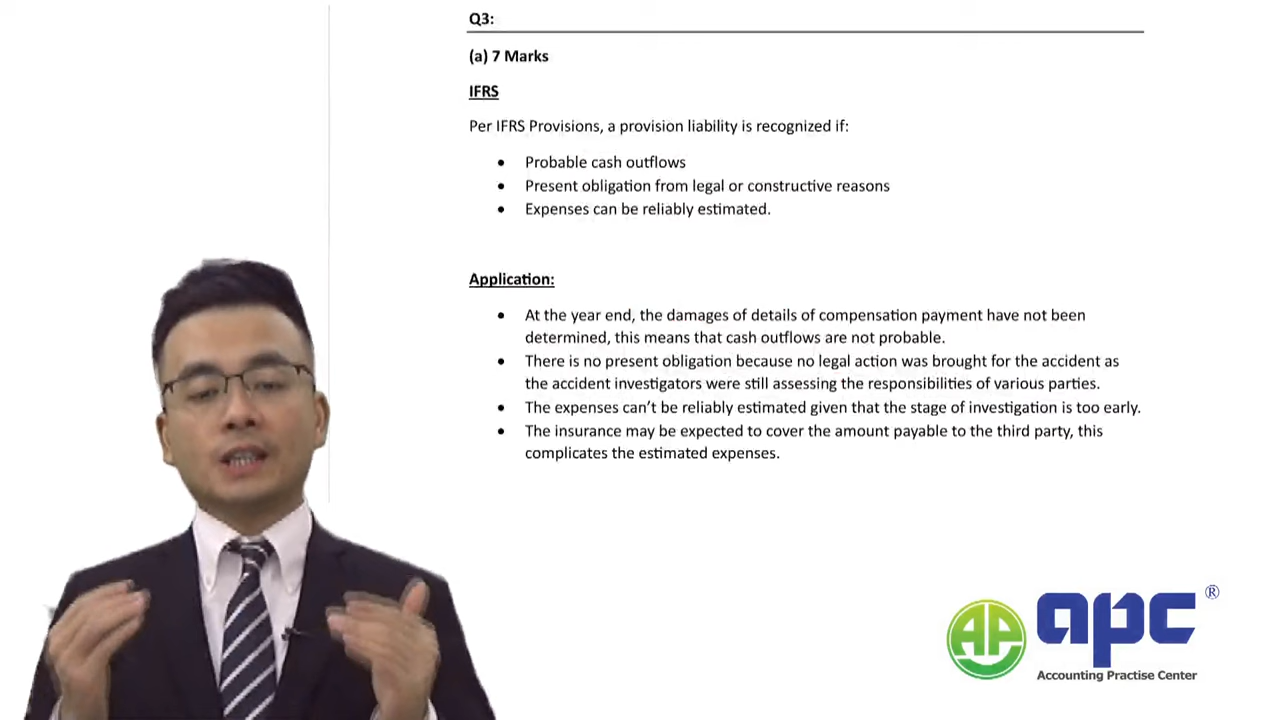 Q3:
(a) 7 Marks
IFRS
Per IFRS Provisions, a provision liability is recognized if:
• Probable cash outflows
• Present obligation from legal or constructive reasons
• Expenses can be reliably estimated.
Application:
• At the year end, the damages of details of compensation payment have not been
determined, this means that cash outflows are not probable.
• There is no present obligation because no legal action was brought for the accident as
the accident investigators were still assessing the responsibilities of various parties.
• The expenses can’t be reliably estimated given that the stage of investigation is too early.
• The insurance may be expected to cover the amount payable to the third party, this
complicates the estimated expenses.
AP apc ®
Accounting Practise Center